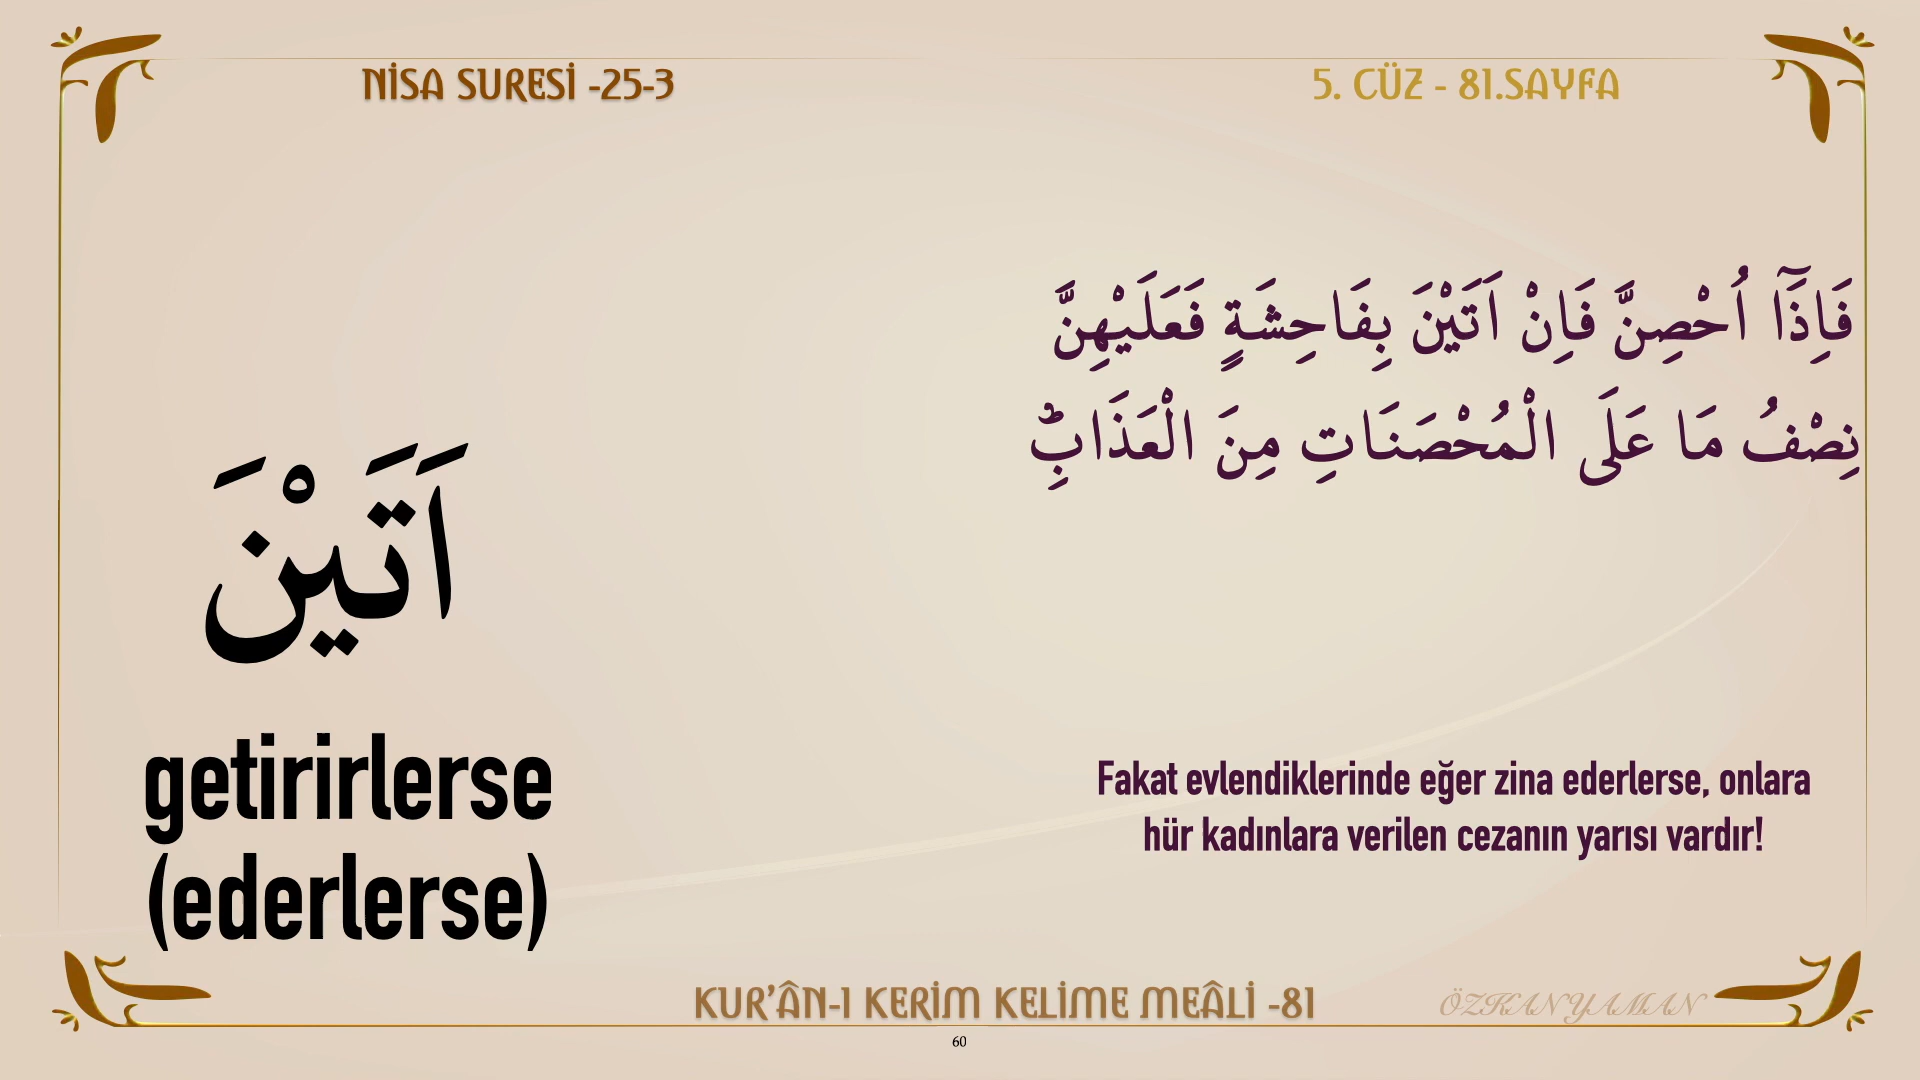 NİSA SURESİ -25-3
5. CÜZ - 81.SAYFA
فَاِذَٓا اُحْصِنَّ فَاِنْ اَتَيْنَ بِفَاحِشَةٍ فَعَلَيْهِنَّ
نِصْفُ مَا عَلَى الْمُحْصَنَاتِ مِنَ الْعَذَابِۜ
اَتَيْنَ
getirirlerse
(ederlerse)
Fakat evlendiklerinde eğer zina ederlerse, onlara
hür kadınlara verilen cezanın yarısı vardır!
KUR’ÂN-I KERİM KELİME MEÂLİ -81
ÖZKAN YAMAN
60